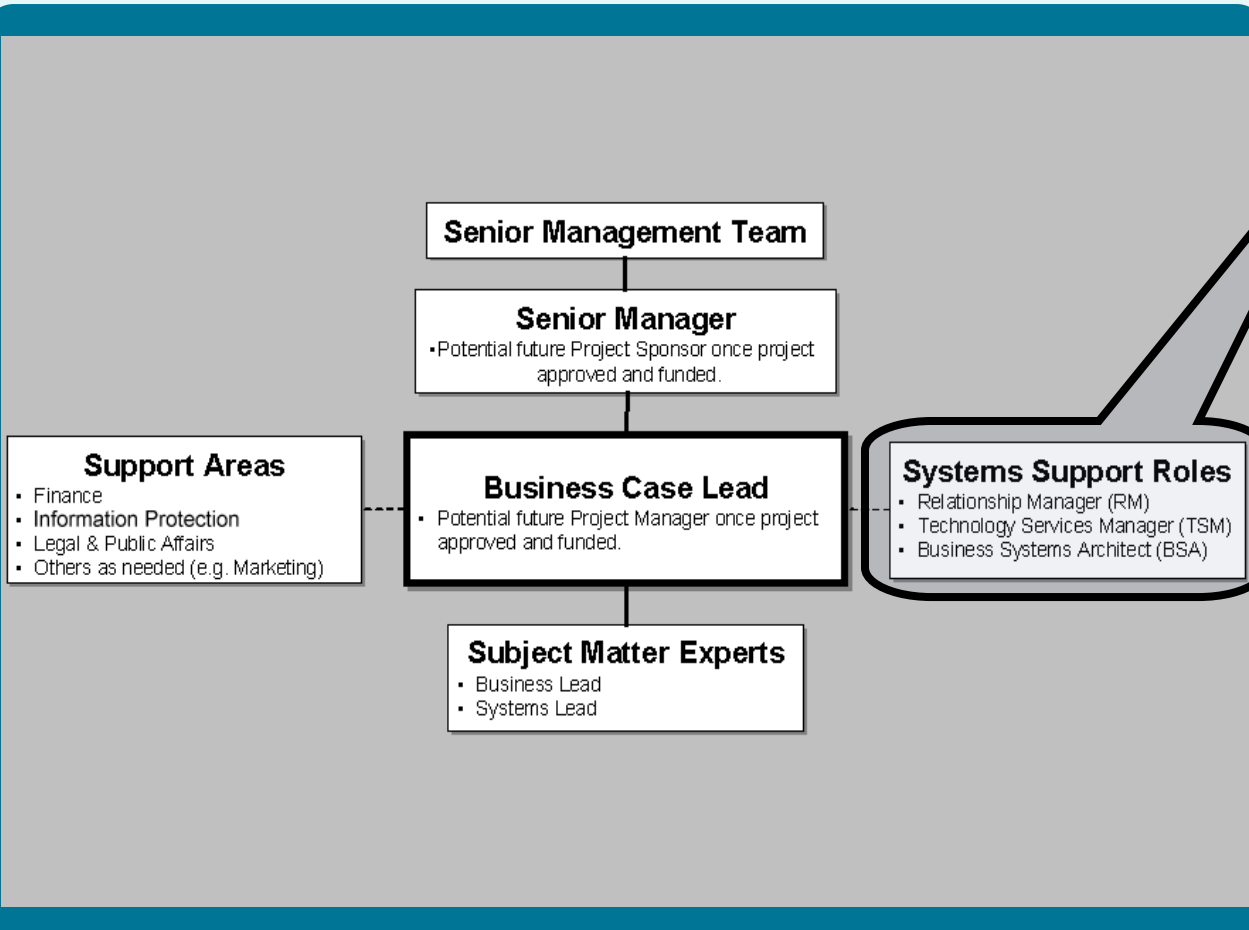 Senior Management Team
Senior Manager
▪Potential future Project Sponsor once project
approved and funded.
Support Areas
▪ Finance
▪ Information Protection
▪ Legal & Public Affairs
▪ Others as needed (e.g. Marketing)
Business Case Lead
▪ Potential future Project Manager once project
approved and funded.
Systems Support Roles
▪ Relationship Manager (RM)
▪ Technology Services Manager (TSM)
▪ Business Systems Architect (BSA)
Subject Matter Experts
▪ Business Lead
▪ Systems Lead